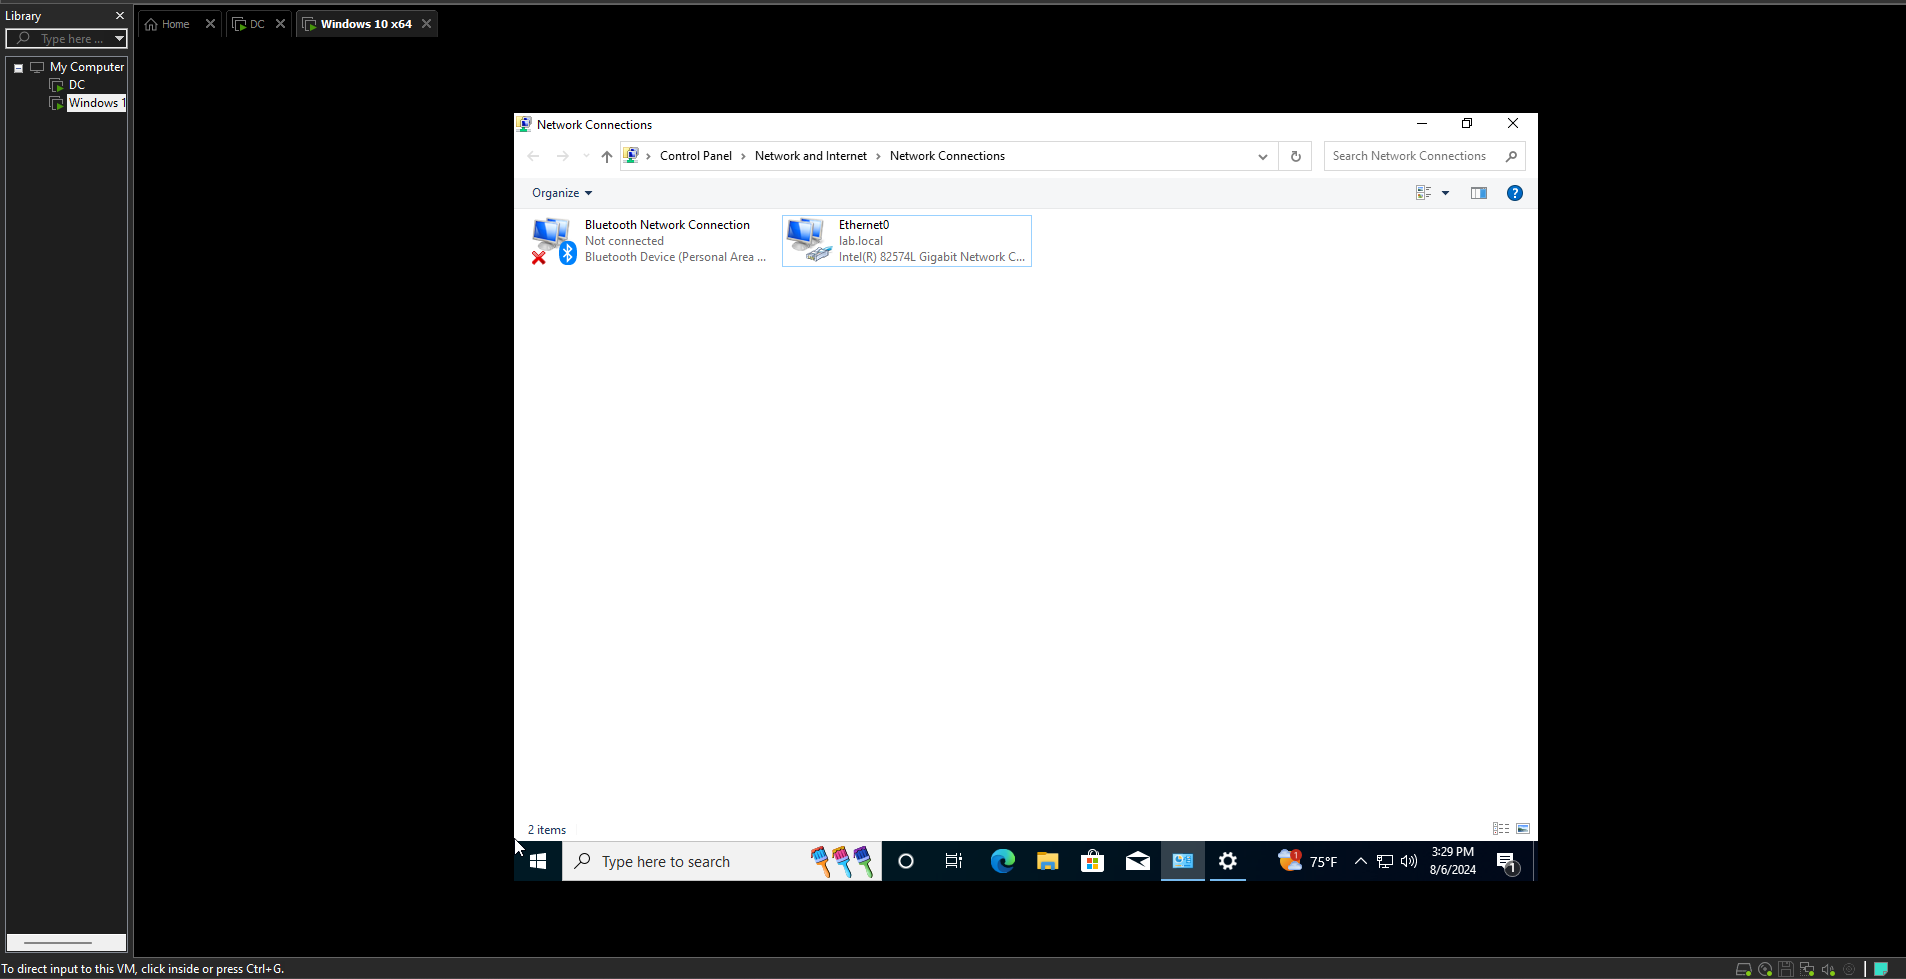 Library
Type here ...
My Computer
DC
Windows 1
Home
DC
Windows 10 x64
Network Connections
Control Panel
Network and Internet
Network Connections
Search Network Connections
Organize
?
Bluetooth Network Connection
Not connected
Bluetooth Device (Personal Area ...
Ethernet0
lab.local
Intel(R) 82574L Gigabit Network C...
2 items
Type here to search
1
75°F
3:29 PM
8/6/2024
1
To direct input to this VM, click inside or press Ctrl+G.